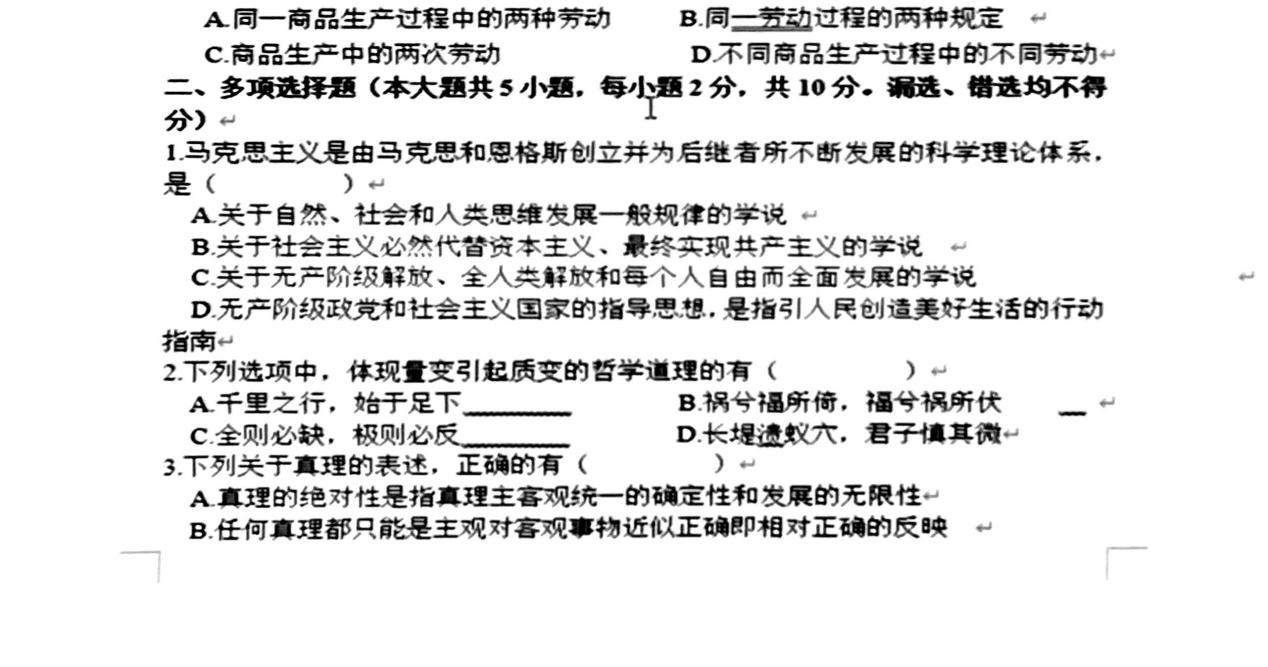 A.同一商品生产过程中的两种劳动 B.同一劳动过程的两种规定
C.商品生产中的两次劳动 D.不同商品生产过程中的不同劳动
二、多项选择题（本大题共5小题，每小题2分，共10分。漏选、错选均不得
分）
1.马克思主义是由马克思和恩格斯创立并为后继者所不断发展的科学理论体系，
是（ ）
A.关于自然、社会和人类思维发展一般规律的学说
B.关于社会主义必然代替资本主义、最终实现共产主义的学说
C.关于无产阶级解放、全人类解放和每个人自由而全面发展的学说
D.无产阶级政党和社会主义国家的指导思想，是指引人民创造美好生活的行动
指南
2.下列选项中，体现量变引起质变的哲学道理的有（ ）
A.千里之行，始于足下 B.祸兮福所倚，福兮祸所伏
C.全则必缺，极则必反 D.长堤溃蚁穴，君子慎其微
3.下列关于真理的表述，正确的有（ ）
A.真理的绝对性是指真理主客观统一的确定性和发展的无限性
B.任何真理都只能是主观对客观事物近似正确即相对正确的反映